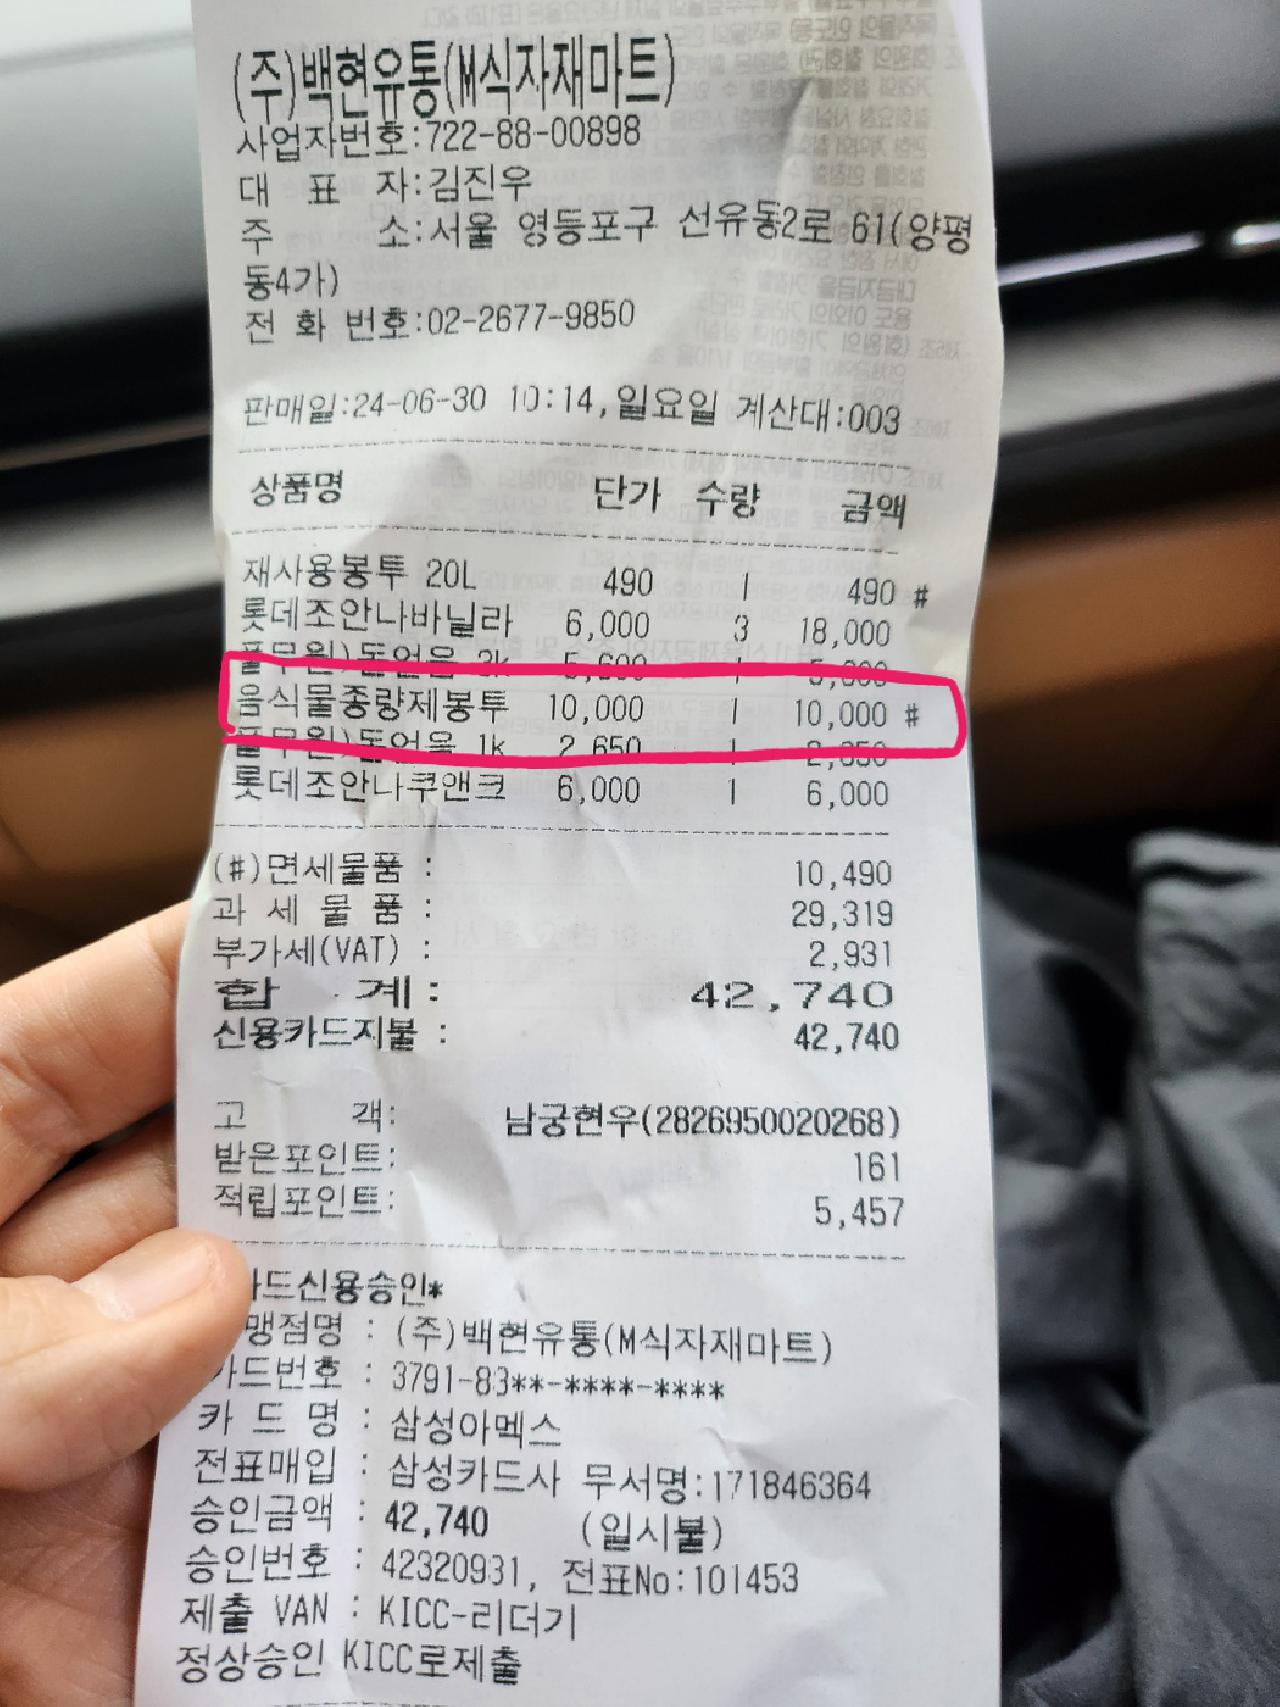 (주)백현유통(M식자재마트)
사업자번호:722-88-00898
대 표 자:김진우
주 소:서울 영등포구 선유동2로 61(양평
동4가)
전 화 번호:02-2677-9850
판매일:24-06-30 10:14,일요일 계산대:003
상품명 단가 수량 금액
재사용봉투 20L 490 1 490 #
롯데조안나바닐라 6,000 3 18,000
풀무원)돌얼음 3k 5,600 1 5,600
음식물종량제봉투 10,000 1 10,000 #
풀무원)돌얼음 1k 2,650 1 2,650
롯데조안나쿠앤크 6,000 1 6,000
(#)면세물품 : 10,490
과 세 물 품 : 29,319
부가세(VAT) : 2,931
합 계 : 42,740
신용카드지불 : 42,740
고 객: 남궁현우(2826950020268)
받은포인트: 161
적립포인트: 5,457
카드신용승인*
맹점명 : (주)백현유통(M식자재마트)
카드번호 : 3791-83**-****-****
카 드 명 : 삼성아멕스
전표매입 : 삼성카드사 무서명:171846364
승인금액 : 42,740 (일시불)
승인번호 : 42320931, 전표No:101453
제출 VAN : KICC-리더기
정상승인 KICC로제출